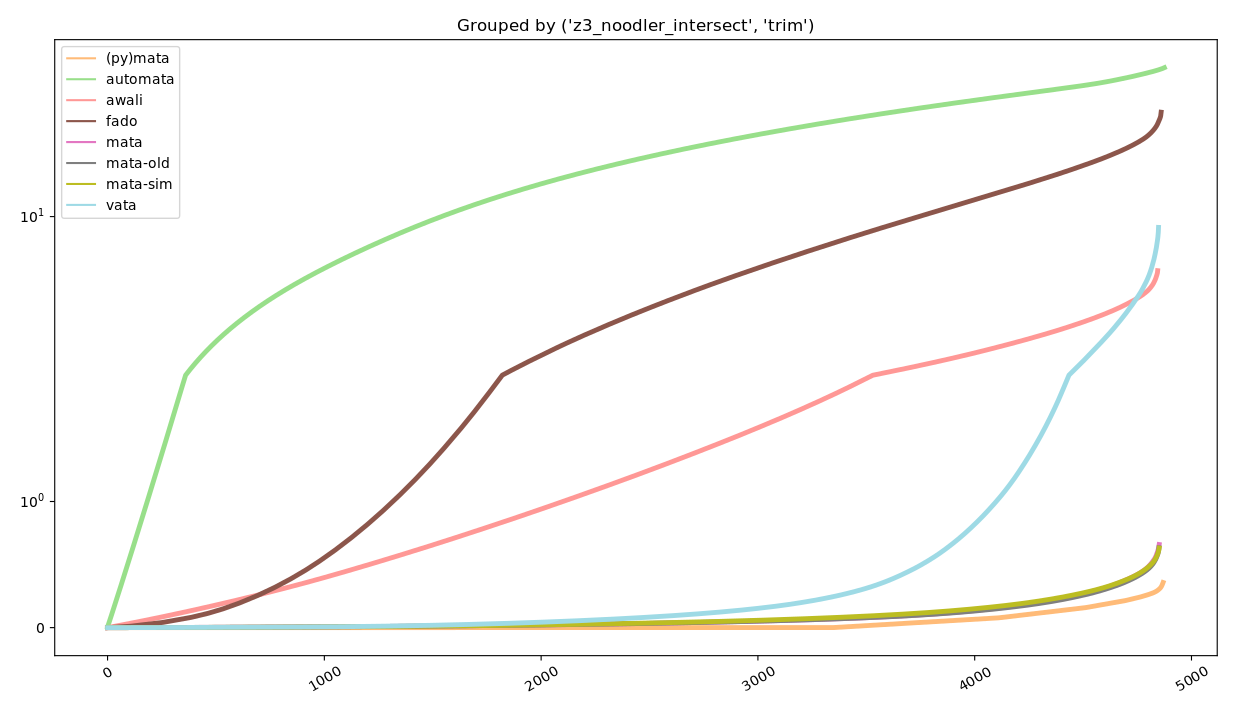 Grouped by ('z3_noodler_intersect', 'trim')
(py)mata
automata
awali
fado
mata
mata-old
mata-sim
vata
10¹
10⁰
0
0
1000
2000
3000
4000
5000